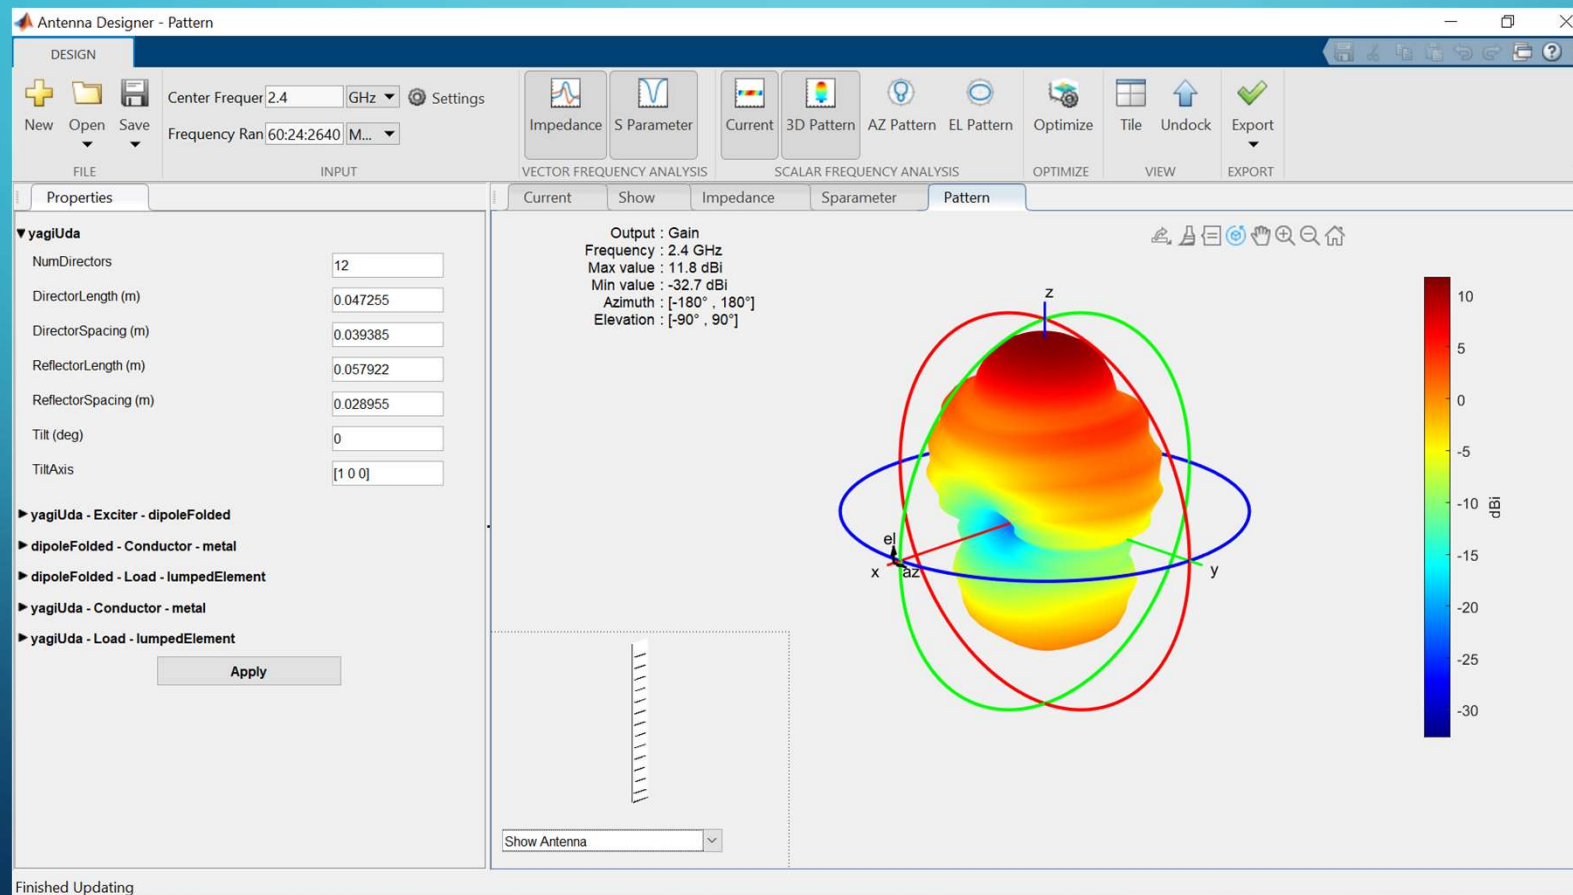 Antenna Designer - Pattern
DESIGN
New
Open
Save
Center Frequer 2.4 GHz Settings
Frequency Ran 60:24:2640 M...
Impedance
S Parameter
Current
3D Pattern
AZ Pattern
EL Pattern
Optimize
Tile
Undock
Export
FILE
INPUT
VECTOR FREQUENCY ANALYSIS
SCALAR FREQUENCY ANALYSIS
OPTIMIZE
VIEW
EXPORT
Properties
yagiUda
NumDirectors 12
DirectorLength (m) 0.047255
DirectorSpacing (m) 0.039385
ReflectorLength (m) 0.057922
ReflectorSpacing (m) 0.028955
Tilt (deg) 0
TiltAxis [1 0 0]
yagiUda - Exciter - dipoleFolded
dipoleFolded - Conductor - metal
dipoleFolded - Load - lumpedElement
yagiUda - Conductor - metal
yagiUda - Load - lumpedElement
Apply
Current
Show
Impedance
Sparameter
Pattern
Output : Gain
Frequency : 2.4 GHz
Max value : 11.8 dBi
Min value : -32.7 dBi
Azimuth : [-180° , 180°]
Elevation : [-90° , 90°]
z
el
x
az
y
10
5
0
-5
-10
-15
-20
-25
-30
dBi
Show Antenna
Finished Updating